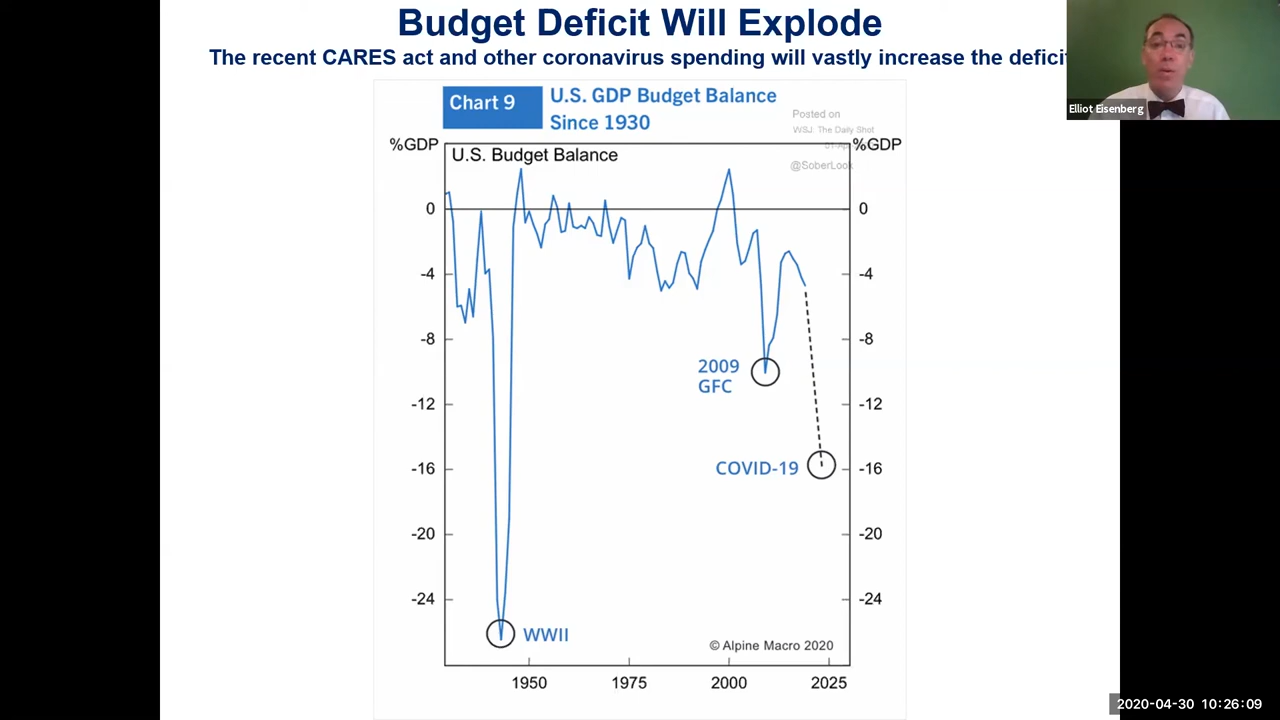 Budget Deficit Will Explode
The recent CARES act and other coronavirus spending will vastly increase the defici
Elliot Eisenberg
Chart 9
U.S. GDP Budget Balance
Since 1930
Posted on
WSJ: The Daily Shot
@SoberLook
%GDP
%GDP
U.S. Budget Balance
0
0
-4
-4
-8
-8
2009
GFC
-12
-12
COVID-19
-16
-16
-20
-20
-24
-24
WWII
© Alpine Macro 2020
1950
1975
2000
2025
2020-04-30 10:26:09